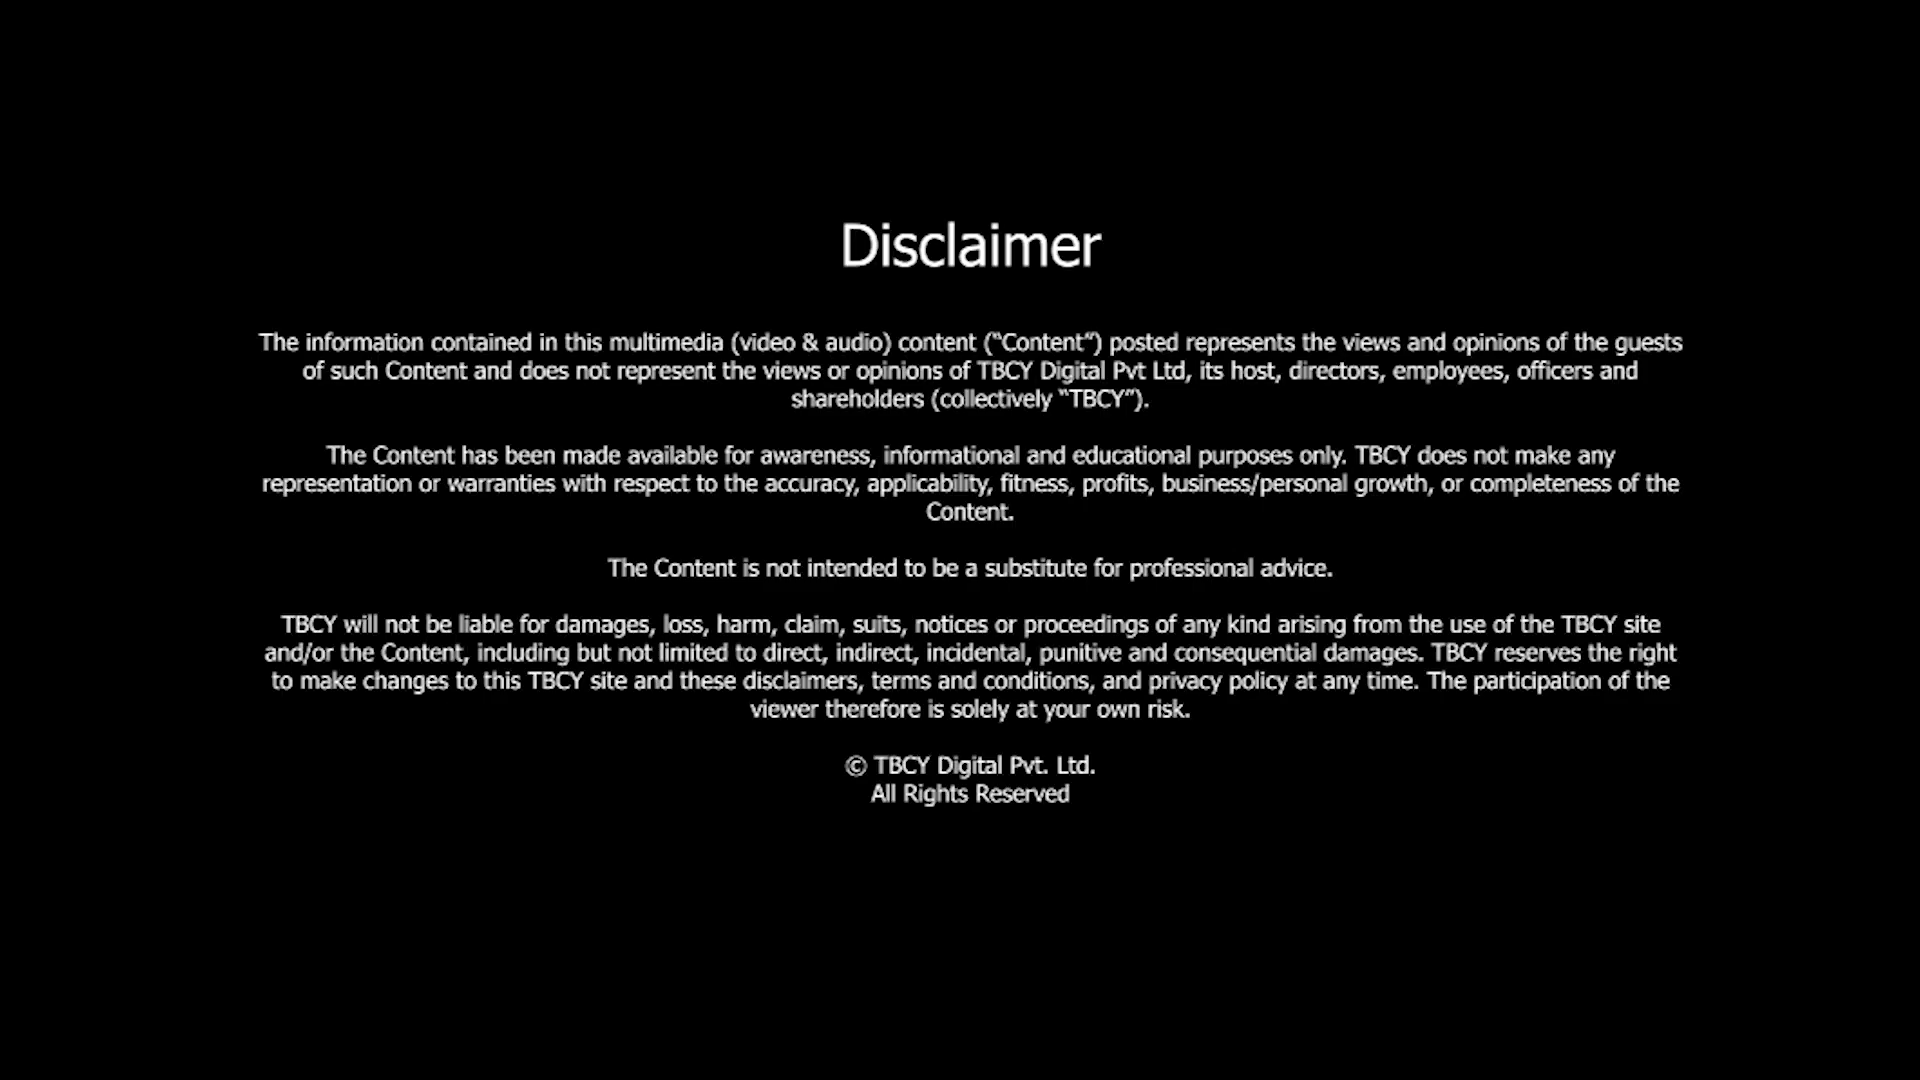 Disclaimer
The information contained in this multimedia (video & audio) content (“Content”) posted represents the views and opinions of the guests
of such Content and does not represent the views or opinions of TBCY Digital Pvt Ltd, its host, directors, employees, officers and
shareholders (collectively “TBCY”).
The Content has been made available for awareness, informational and educational purposes only. TBCY does not make any
representation or warranties with respect to the accuracy, applicability, fitness, profits, business/personal growth, or completeness of the
Content.
The Content is not intended to be a substitute for professional advice.
TBCY will not be liable for damages, loss, harm, claim, suits, notices or proceedings of any kind arising from the use of the TBCY site
and/or the Content, including but not limited to direct, indirect, incidental, punitive and consequential damages. TBCY reserves the right
to make changes to this TBCY site and these disclaimers, terms and conditions, and privacy policy at any time. The participation of the
viewer therefore is solely at your own risk.
© TBCY Digital Pvt. Ltd.
All Rights Reserved